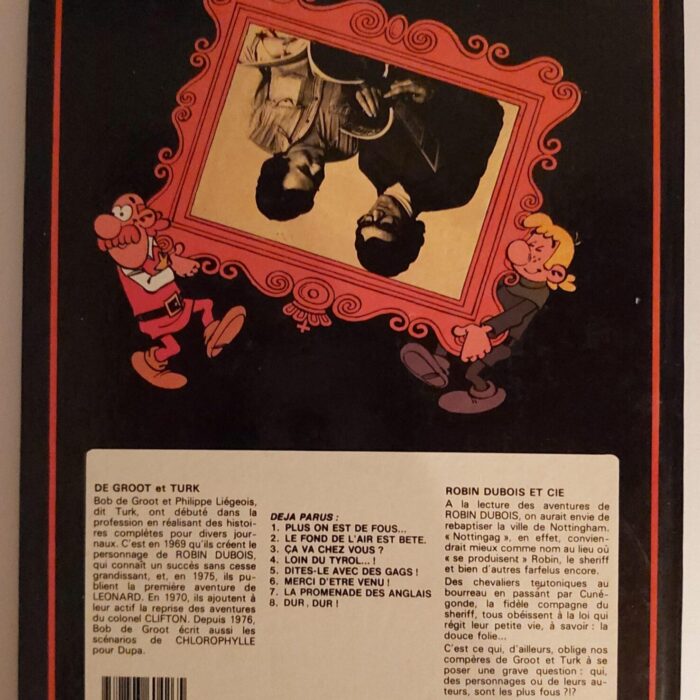 DE GROOT et TURK
Bob de Groot et Philippe Liégeois,
dit Turk, ont débuté dans la
profession en réalisant des histoi-
res complètes pour divers jour-
naux. C'est en 1969 qu'ils créent le
personnage de ROBIN DUBOIS,
qui connaît un succès sans cesse
grandissant, et, en 1975, ils pu-
blient la première aventure de
LEONARD. En 1970, ils ajoutent à
leur actif la reprise des aventures
du colonel CLIFTON. Depuis 1976,
Bob de Groot écrit aussi les
scénarios de CHLOROPHYLLE
pour Dupa.
DEJA PARUS :
1. PLUS ON EST DE FOUS...
2. LE FOND DE L'AIR EST BETE.
3. ÇA VA CHEZ VOUS ?
4. LOIN DU TYROL... !
5. DITES-LE AVEC DES GAGS !
6. MERCI D'ETRE VENU !
7. LA PROMENADE DES ANGLAIS
8. DUR, DUR !
ROBIN DUBOIS ET CIE
A la lecture des aventures de
ROBIN DUBOIS, on aurait envie de
rebaptiser la ville de Nottingham.
« Nottingag », en effet, convien-
drait mieux comme nom au lieu où
« se produisent » Robin, le sheriff
et bien d'autres farfelus encore.
Des chevaliers teutoniques au
bourreau en passant par Cuné-
gonde, la fidèle compagne du
sheriff, tous obéissent à la loi qui
régit leur petite vie, à savoir : la
douce folie...
C'est ce qui, d'ailleurs, oblige nos
compères de Groot et Turk à se
poser une grave question : qui,
des personnages ou de leurs au-
teurs, sont les plus fous ?!?